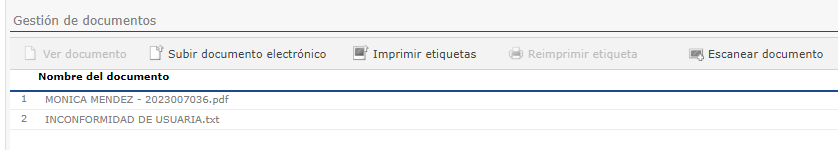 Gestión de documentos
Ver documento Subir documento electrónico Imprimir etiquetas Reimprimir etiqueta Escanear documento
Nombre del documento
1 MONICA MENDEZ - 2023007036.pdf
2 INCONFORMIDAD DE USUARIA.txt